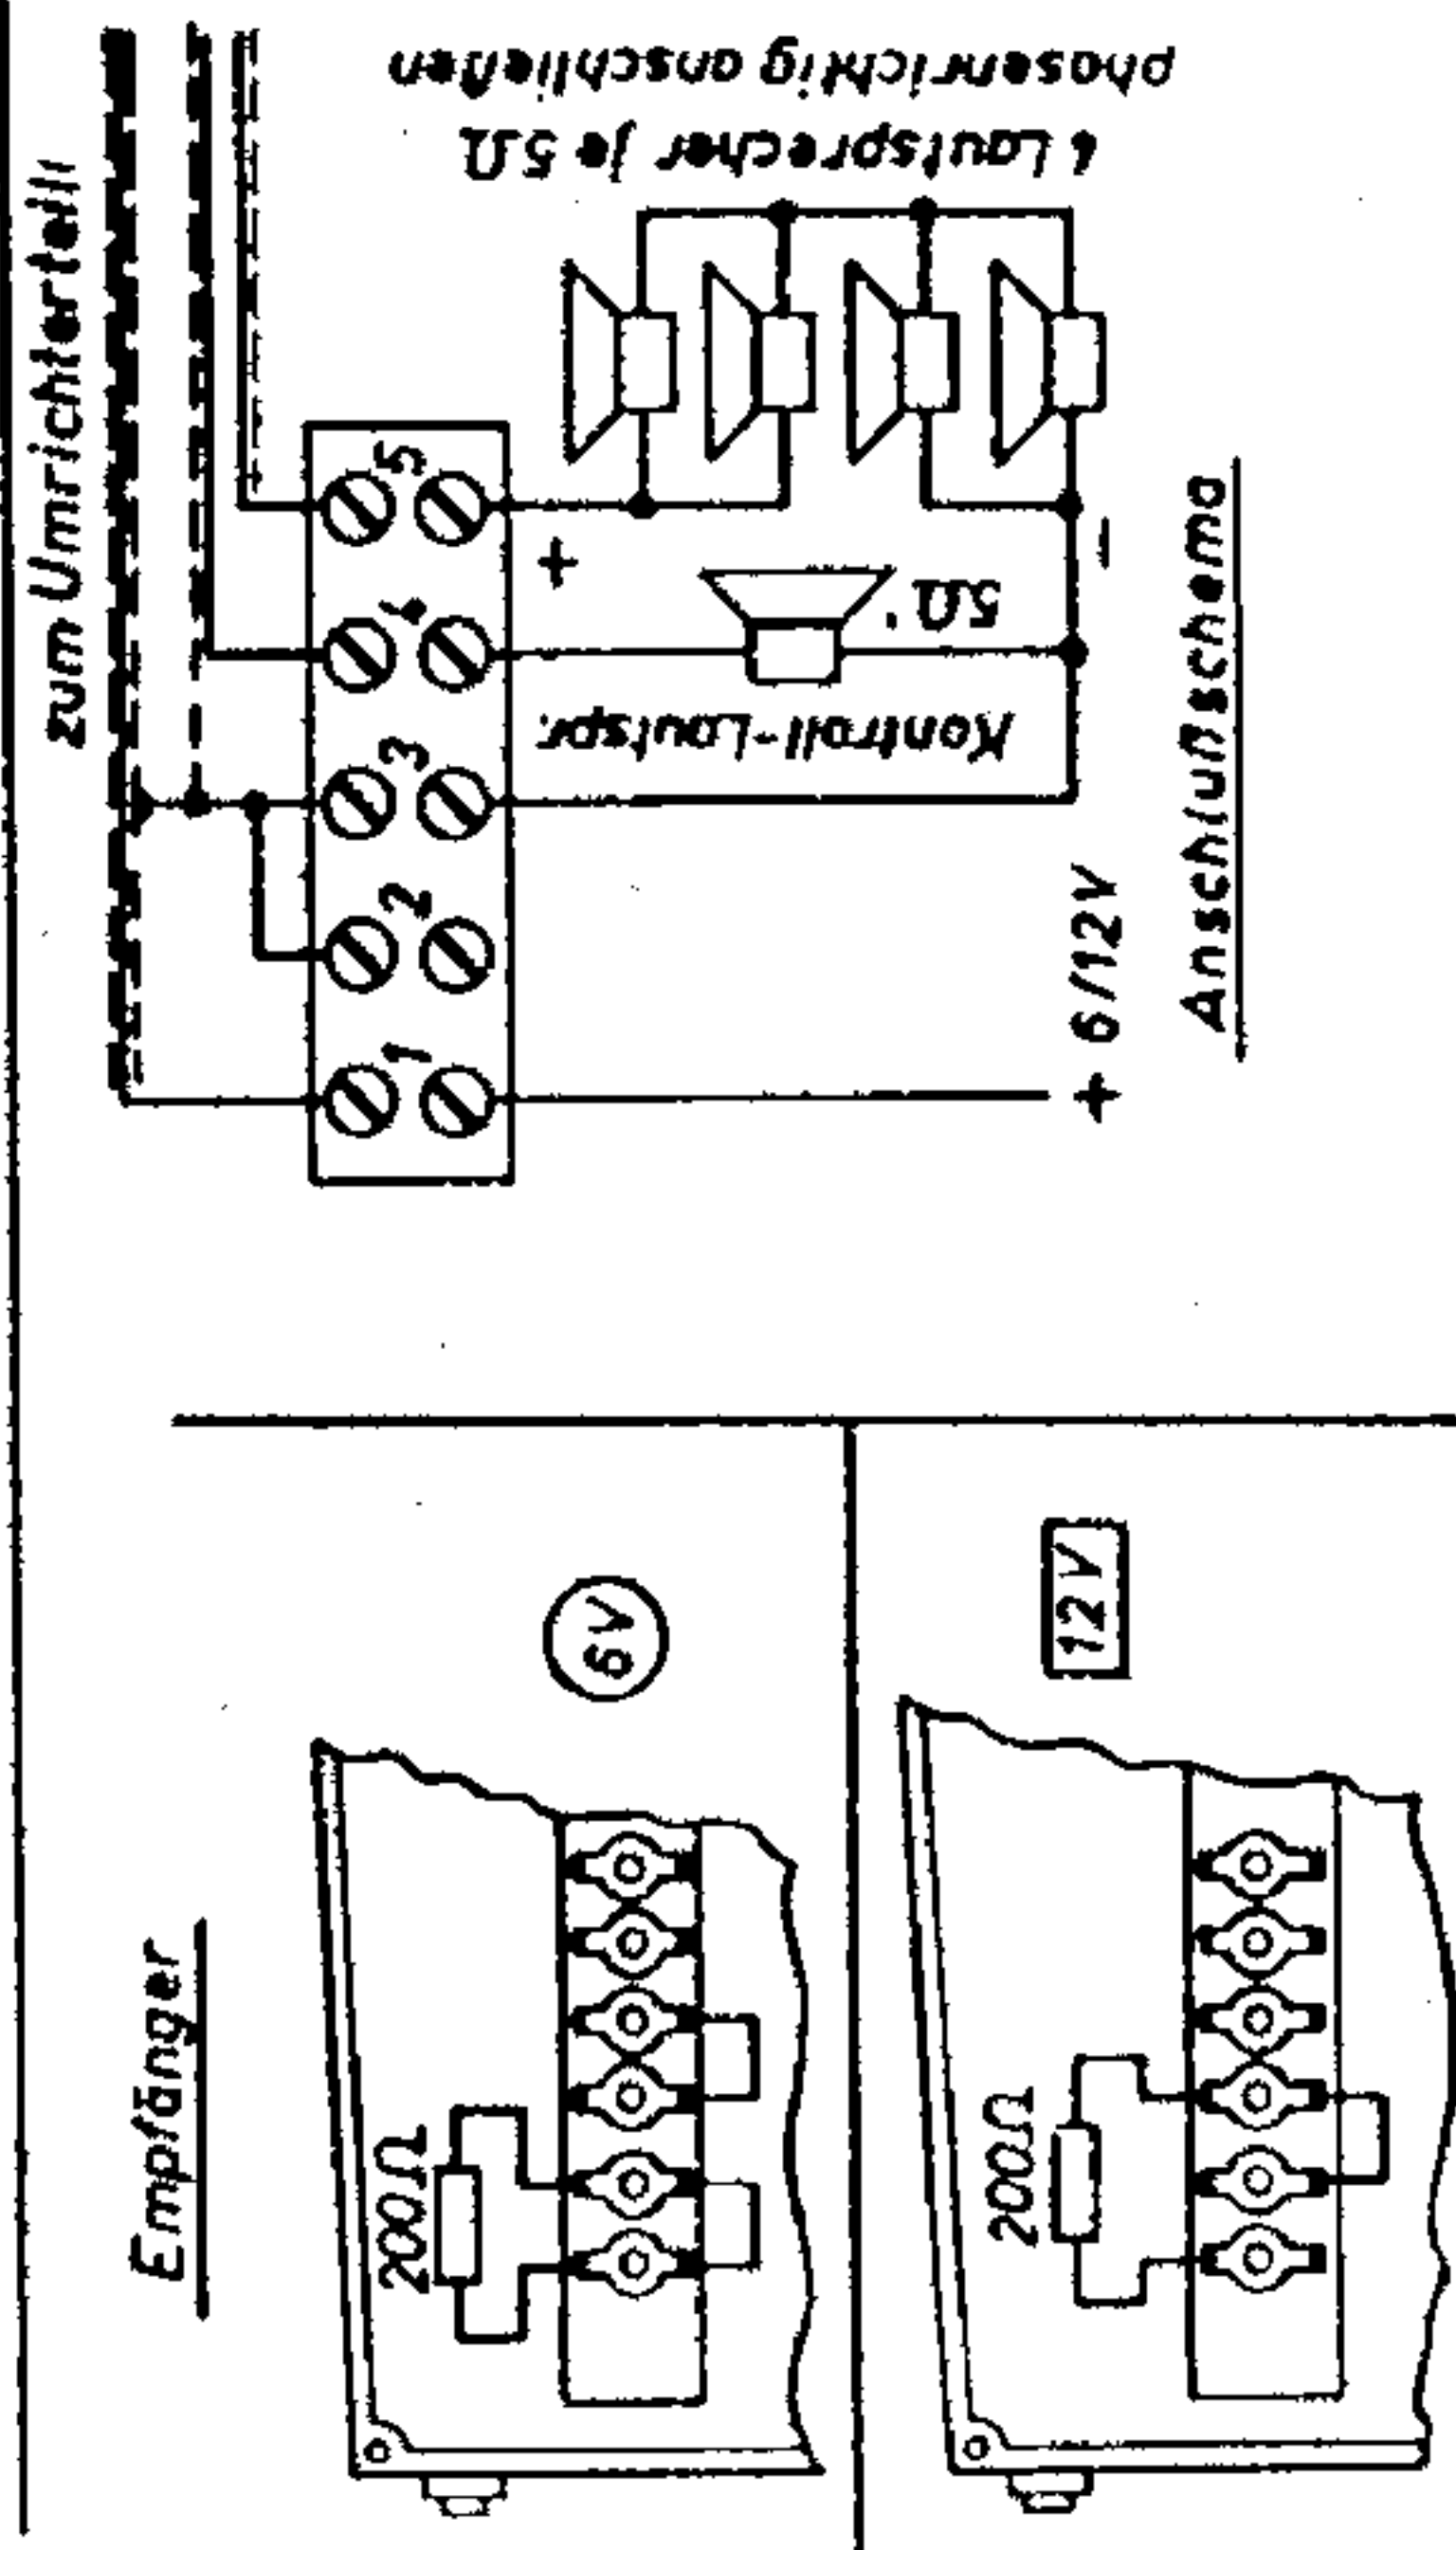 zum Umrichterteil
phasenrichtig anschließen
4 Lautsprecher je 5Ω
1
2
3
4
5
+
-
5Ω
Kontroll-Lautspr.
+ 6/12V
Anschlußschema
Empfänger
200Ω
6V
200Ω
12V